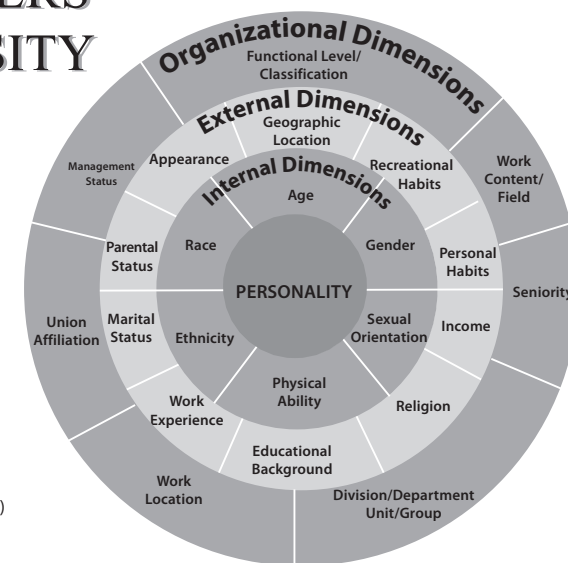 ERS
SITY
Organizational Dimensions
Functional Level/
Classification
External Dimensions
Geographic
Location
Appearance
Recreational
Habits
Internal Dimensions
Age
Management
Status
Work
Content/
Field
Race
Gender
Parental
Status
Personal
Habits
PERSONALITY
Seniority
Union
Affiliation
Marital
Status
Ethnicity
Sexual
Orientation
Income
Physical
Ability
Work
Experience
Religion
Educational
Background
Work
Location
Division/Department
Unit/Group
)